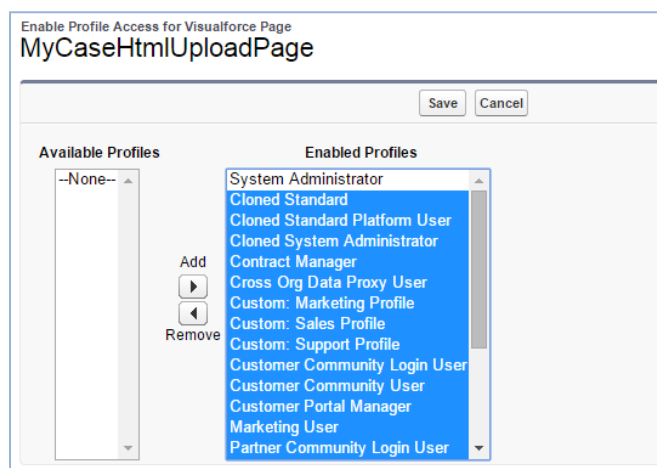 Enable Profile Access for Visualforce Page
MyCaseHtmlUploadPage
Save Cancel
Available Profiles
--None--
Add
Remove
Enabled Profiles
System Administrator
Cloned Standard
Cloned Standard Platform User
Cloned System Administrator
Contract Manager
Cross Org Data Proxy User
Custom: Marketing Profile
Custom: Sales Profile
Custom: Support Profile
Customer Community Login User
Customer Community User
Customer Portal Manager
Marketing User
Partner Community Login User